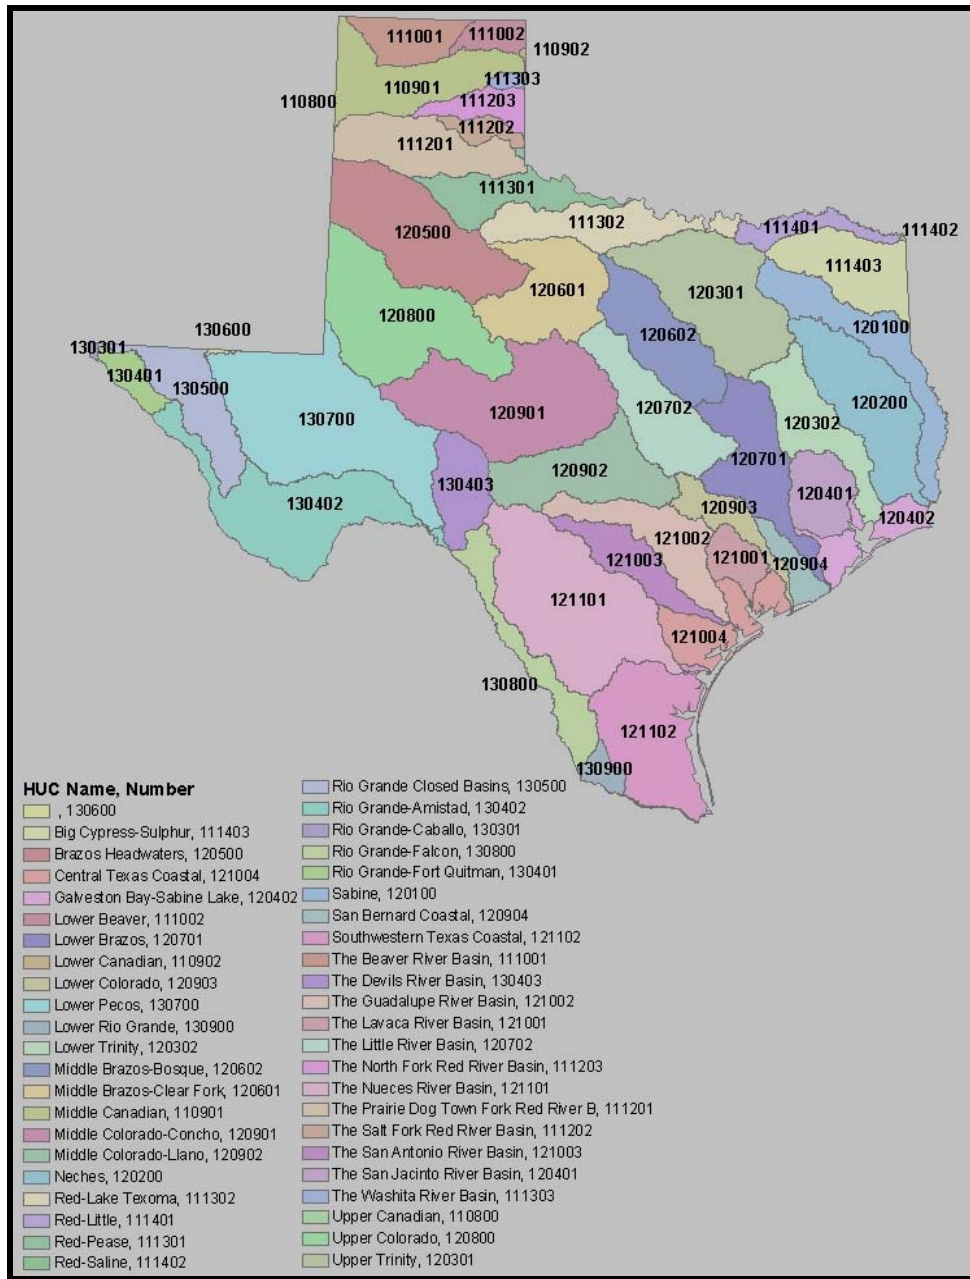 111001
111002
110902
111303
110901
110800
111203
111202
111201
111301
111302
111401
111402
120500
111403
120601
120301
120800
120602
120100
130600
130301
130401
130500
120901
120702
120302
120200
130700
120701
130403
120902
120401
130402
120903
120402
121002
121003
121001
120904
121101
121004
130800
121102
130900
HUC Name, Number
, 130600
Big Cypress-Sulphur, 111403
Brazos Headwaters, 120500
Central Texas Coastal, 121004
Galveston Bay-Sabine Lake, 120402
Lower Beaver, 111002
Lower Brazos, 120701
Lower Canadian, 110902
Lower Colorado, 120903
Lower Pecos, 130700
Lower Rio Grande, 130900
Lower Trinity, 120302
Middle Brazos-Bosque, 120602
Middle Brazos-Clear Fork, 120601
Middle Canadian, 110901
Middle Colorado-Concho, 120901
Middle Colorado-Llano, 120902
Neches, 120200
Red-Lake Texoma, 111302
Red-Little, 111401
Red-Pease, 111301
Red-Saline, 111402
Rio Grande Closed Basins, 130500
Rio Grande-Amistad, 130402
Rio Grande-Caballo, 130301
Rio Grande-Falcon, 130800
Rio Grande-Fort Quitman, 130401
Sabine, 120100
San Bernard Coastal, 120904
Southwestern Texas Coastal, 121102
The Beaver River Basin, 111001
The Devils River Basin, 130403
The Guadalupe River Basin, 121002
The Lavaca River Basin, 121001
The Little River Basin, 120702
The North Fork Red River Basin, 111203
The Nueces River Basin, 121101
The Prairie Dog Town Fork Red River B, 111201
The Salt Fork Red River Basin, 111202
The San Antonio River Basin, 121003
The San Jacinto River Basin, 120401
The Washita River Basin, 111303
Upper Canadian, 110800
Upper Colorado, 120800
Upper Trinity, 120301